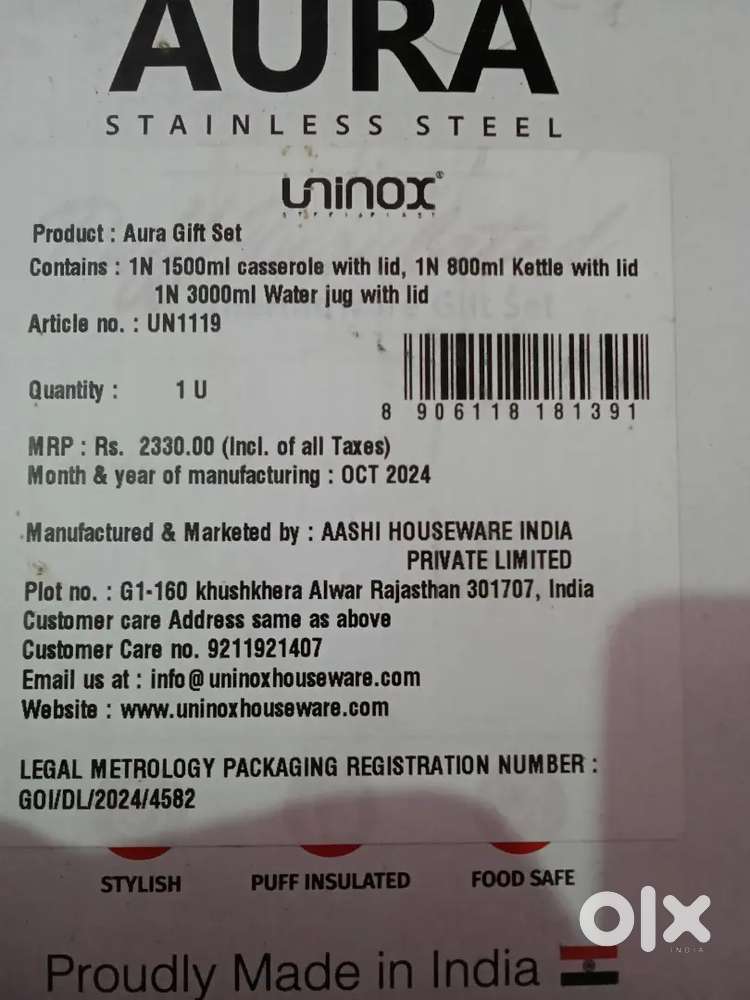 AURA
STAINLESS STEEL
uninox®
Product : Aura Gift Set
Contains : 1N 1500ml casserole with lid, 1N 800ml Kettle with lid
1N 3000ml Water jug with lid
Article no. : UN1119
Quantity : 1 U
8 906118 181391
MRP : Rs. 2330.00 (Incl. of all Taxes)
Month & year of manufacturing : OCT 2024
Manufactured & Marketed by : AASHI HOUSEWARE INDIA
PRIVATE LIMITED
Plot no. : G1-160 khushkhera Alwar Rajasthan 301707, India
Customer care Address same as above
Customer Care no. 9211921407
Email us at : info@uninoxhouseware.com
Website : www.uninoxhouseware.com
LEGAL METROLOGY PACKAGING REGISTRATION NUMBER :
GOI/DL/2024/4582
STYLISH PUFF INSULATED FOOD SAFE
olx
INDIA
Proudly Made in India